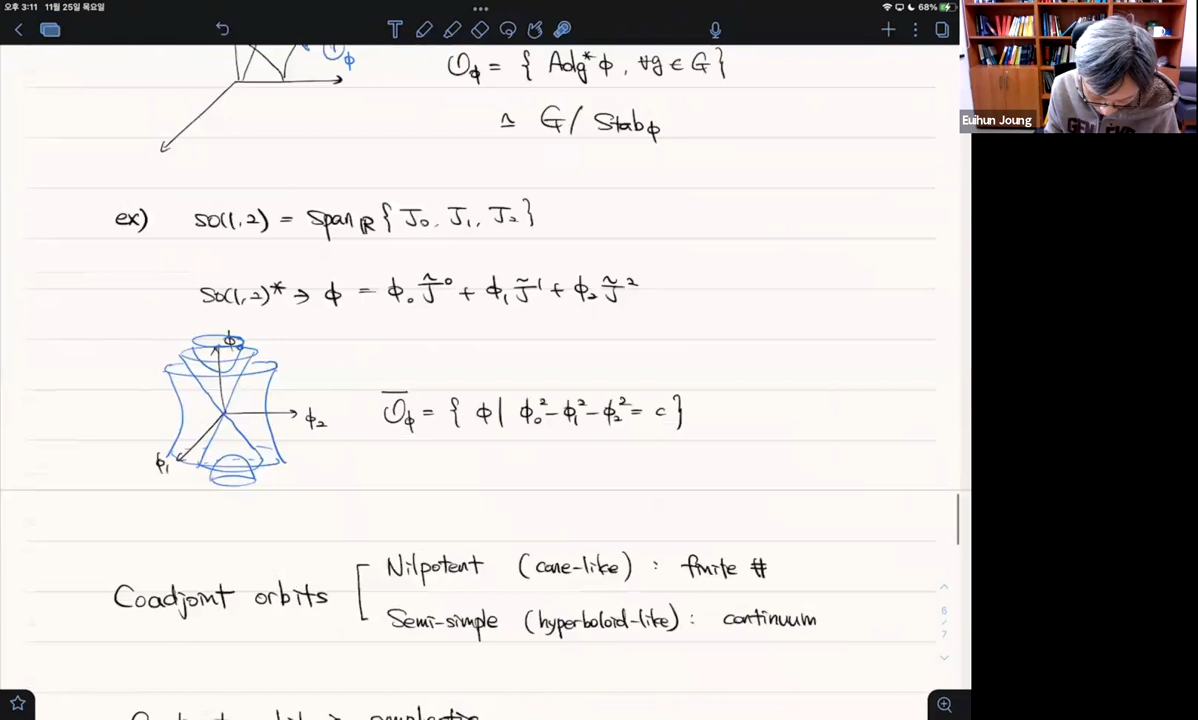 오후 3:11 11월 25일 목요일
68%
Euihun Joung
𝒪_ϕ = { Ad_g^* ϕ, ∀g ∈ G }
𝒪_ϕ
≃ G / Stab_ϕ
ex) so(1,2) = Span_ℝ { J_0, J_1, J_2 }
so(1,2)* ∋ ϕ = ϕ_0 J̃^0 + ϕ_1 J̃^1 + ϕ_2 J̃^2
ϕ_0
ϕ_2
ϕ_1
𝒪̅_ϕ = { ϕ | ϕ_0^2 - ϕ_1^2 - ϕ_2^2 = c }
Coadjoint orbits
Nilpotent (cone-like) : finite #
Semi-simple (hyperboloid-like) : continuum
6
/
7